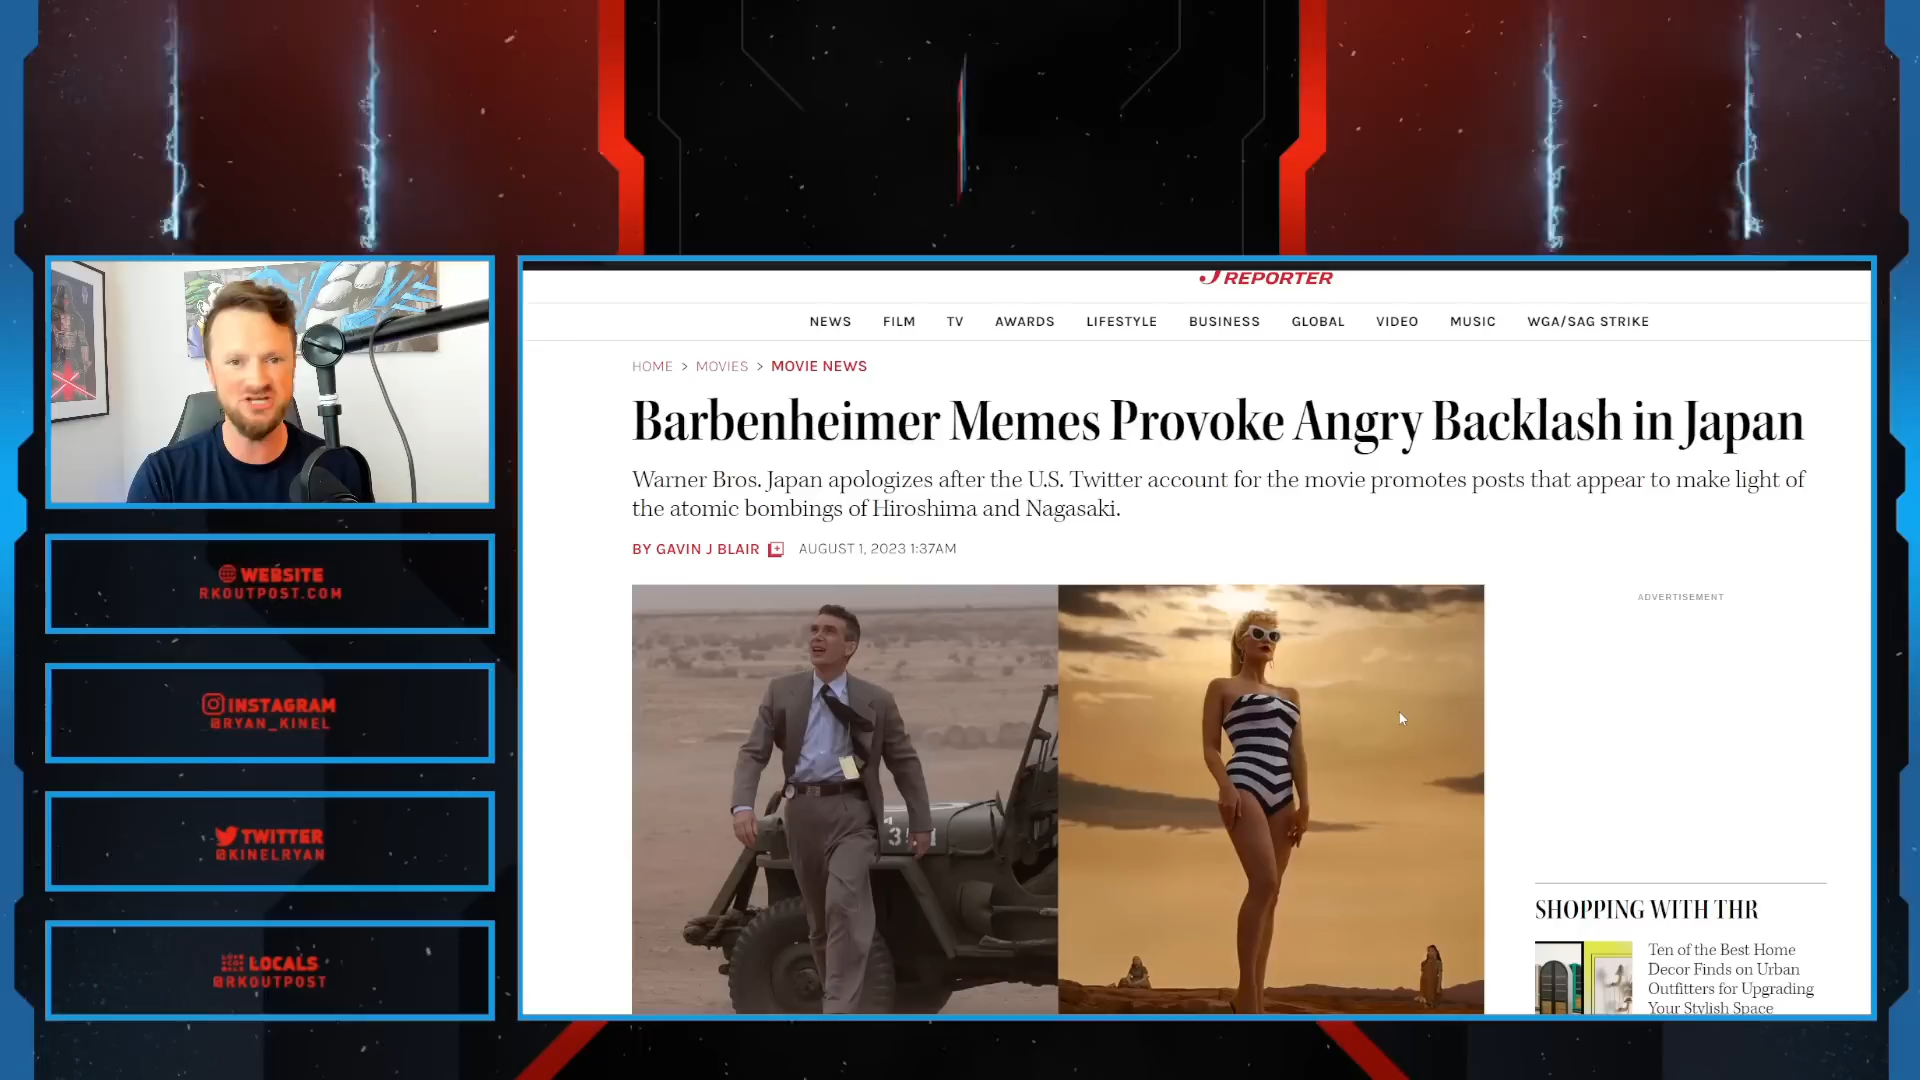 REPORTER
NEWS FILM TV AWARDS LIFESTYLE BUSINESS GLOBAL VIDEO MUSIC WGA/SAG STRIKE
HOME > MOVIES > MOVIE NEWS
Barbenheimer Memes Provoke Angry Backlash in Japan
Warner Bros. Japan apologizes after the U.S. Twitter account for the movie promotes posts that appear to make light of
the atomic bombings of Hiroshima and Nagasaki.
BY GAVIN J BLAIR AUGUST 1, 2023 1:37AM
ADVERTISEMENT
SHOPPING WITH THR
Ten of the Best Home
Decor Finds on Urban
Outfitters for Upgrading
Your Stylish Space
WEBSITE
RKOUTPOST.COM
INSTAGRAM
@RYAN_KINEL
TWITTER
@KINELRYAN
LOCALS
@RKOUTPOST